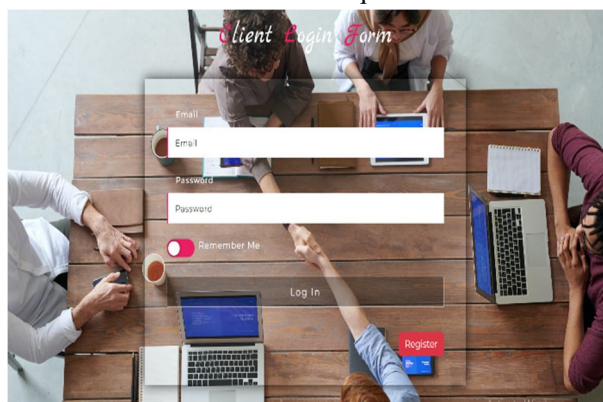 Client Login Form
Email
Email
Password
Password
Remember Me
Log In
Register